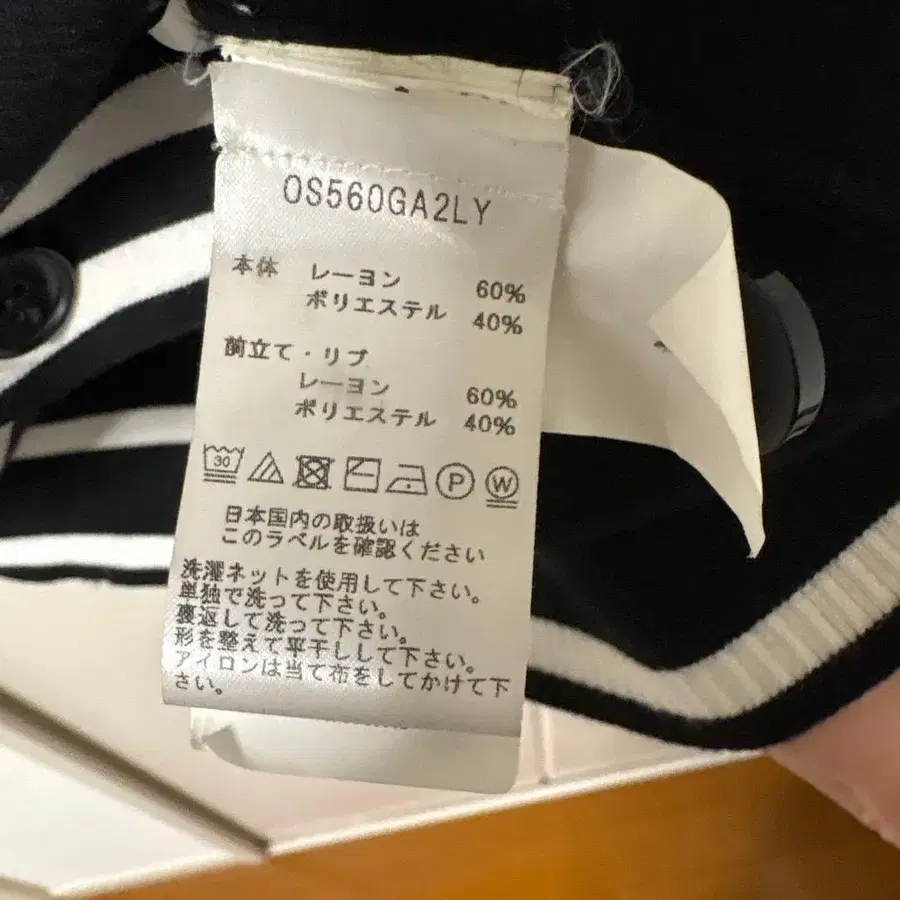 OS560GA2LY
本体 レーヨン 60%
ポリエステル 40%
前立て・リブ
レーヨン 60%
ポリエステル 40%
30 P W
日本国内の取扱いは
このラベルを確認ください
洗濯ネットを使用して下さい。
単独で洗って下さい。
裏返して洗って下さい。
形を整えて平干しして下さい。
アイロンは当て布をしてかけて下
さい。